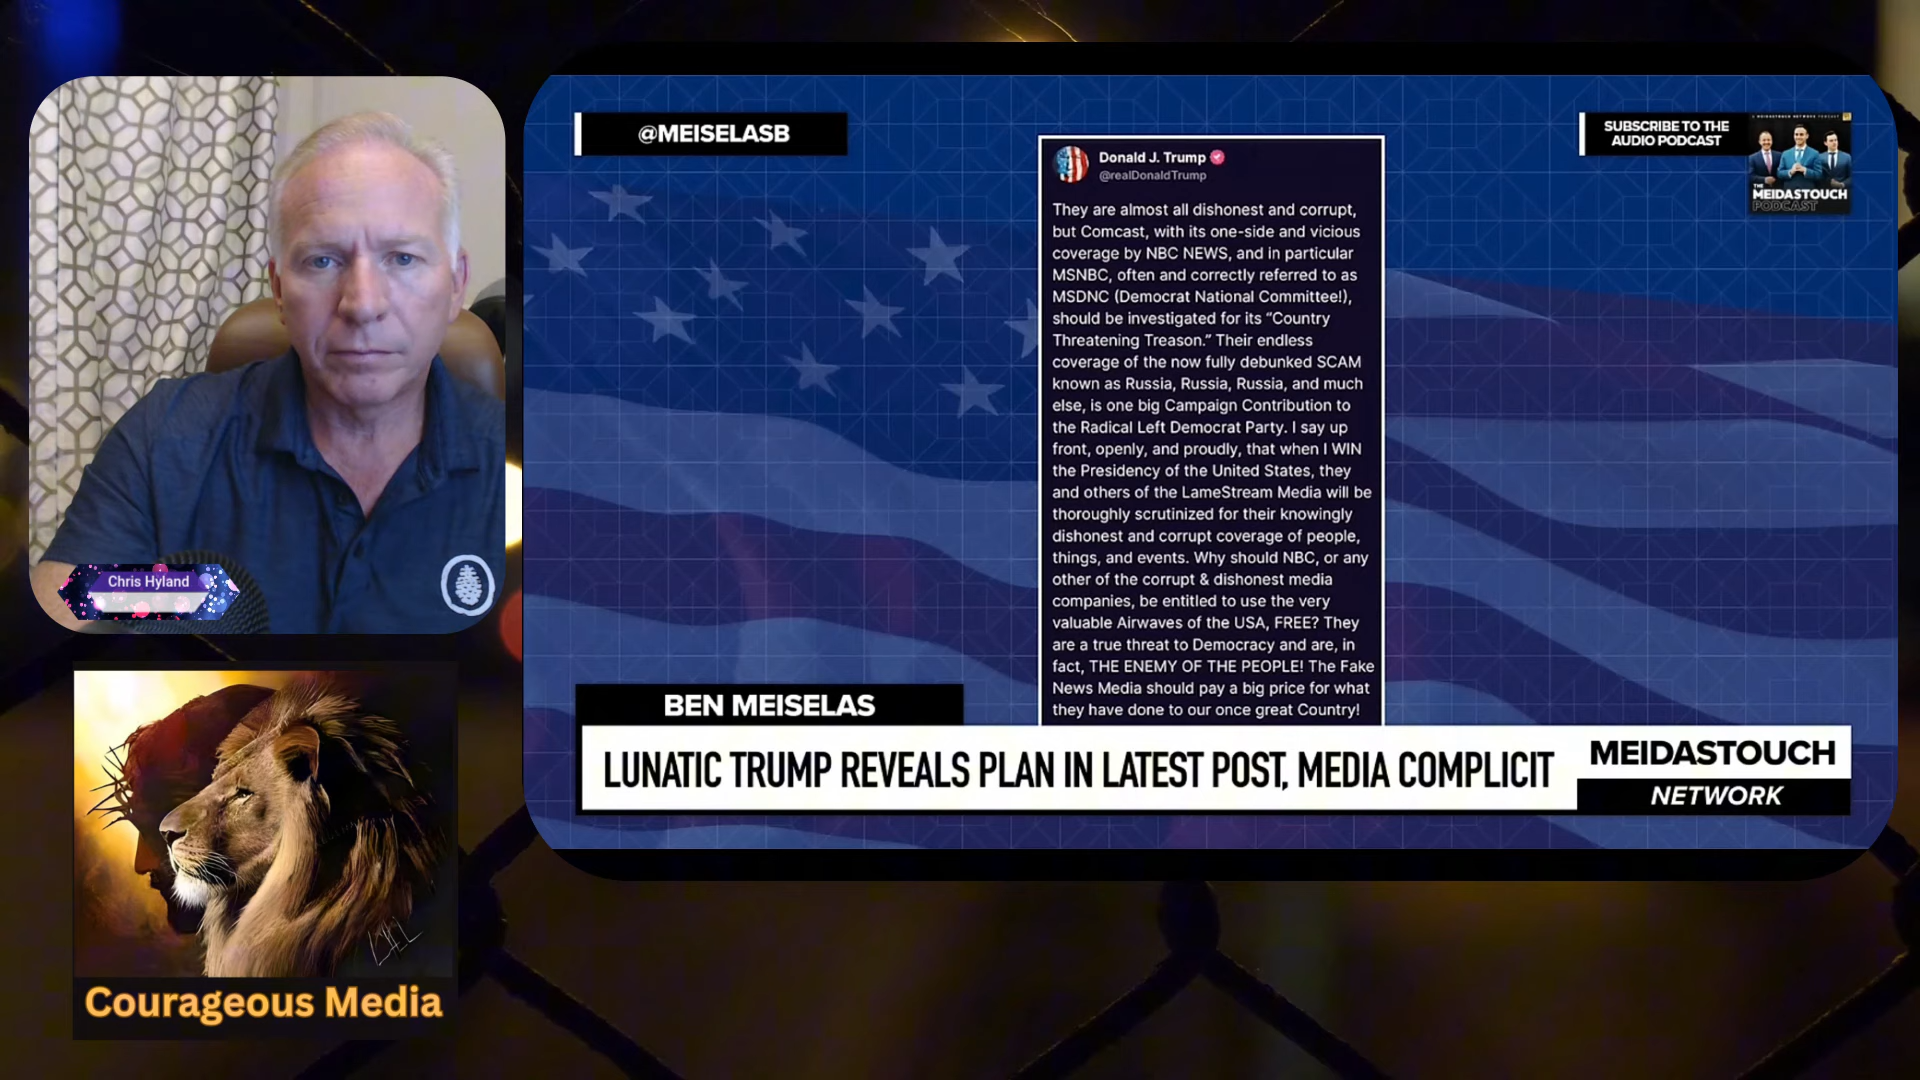 @MEISELASB
SUBSCRIBE TO THE
AUDIO PODCAST
THE
MEIDASTOUCH
PODCAST
Donald J. Trump
@realDonaldTrump
They are almost all dishonest and corrupt,
but Comcast, with its one-side and vicious
coverage by NBC NEWS, and in particular
MSNBC, often and correctly referred to as
MSDNC (Democrat National Committee!),
should be investigated for its “Country
Threatening Treason.” Their endless
coverage of the now fully debunked SCAM
known as Russia, Russia, Russia, and much
else, is one big Campaign Contribution to
the Radical Left Democrat Party. I say up
front, openly, and proudly, that when I WIN
the Presidency of the United States, they
and others of the LameStream Media will be
thoroughly scrutinized for their knowingly
dishonest and corrupt coverage of people,
things, and events. Why should NBC, or any
other of the corrupt & dishonest media
companies, be entitled to use the very
valuable Airwaves of the USA, FREE? They
are a true threat to Democracy and are, in
fact, THE ENEMY OF THE PEOPLE! The Fake
News Media should pay a big price for what
they have done to our once great Country!
BEN MEISELAS
LUNATIC TRUMP REVEALS PLAN IN LATEST POST, MEDIA COMPLICIT
MEIDASTOUCH
NETWORK
Chris Hyland
Courageous Media